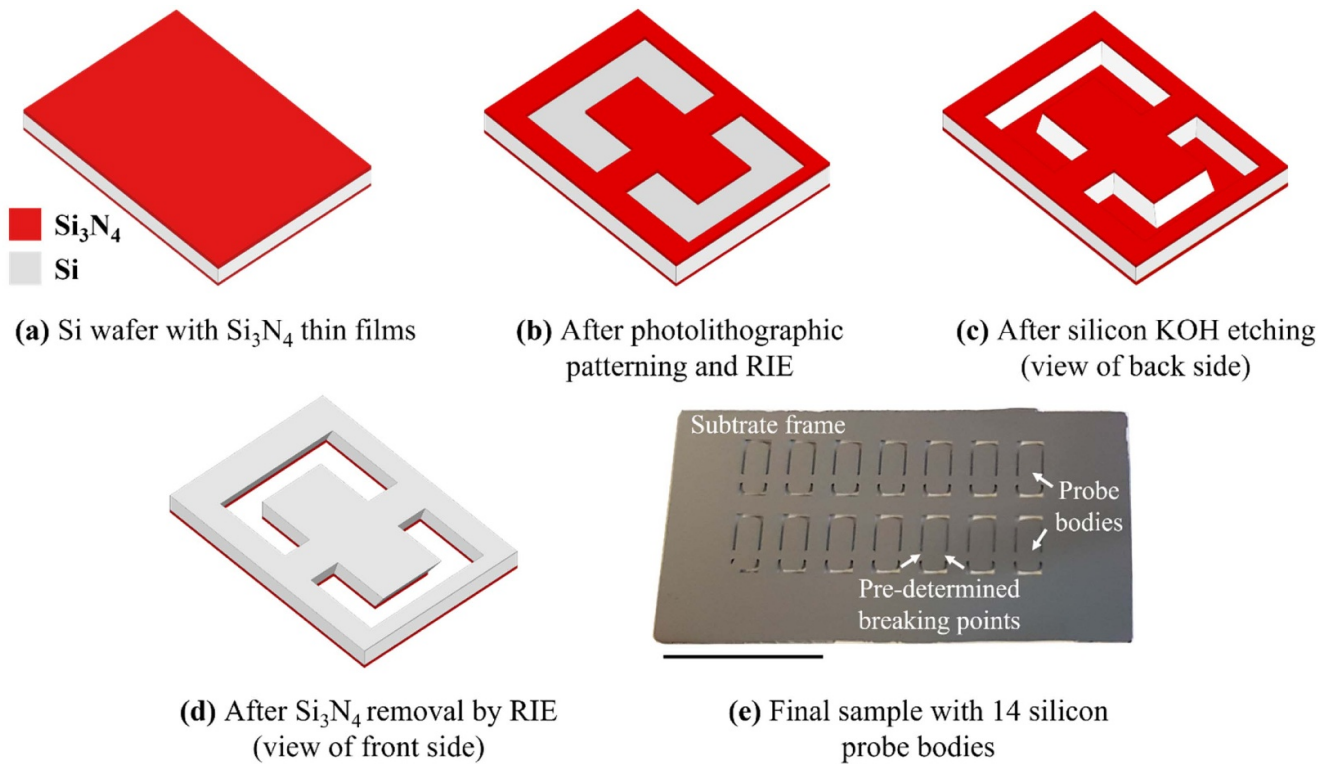 Si₃N₄
Si
(a) Si wafer with Si₃N₄ thin films
(b) After photolithographic
patterning and RIE
(c) After silicon KOH etching
(view of back side)
(d) After Si₃N₄ removal by RIE
(view of front side)
Subtrate frame
Probe
bodies
Pre-determined
breaking points
(e) Final sample with 14 silicon
probe bodies